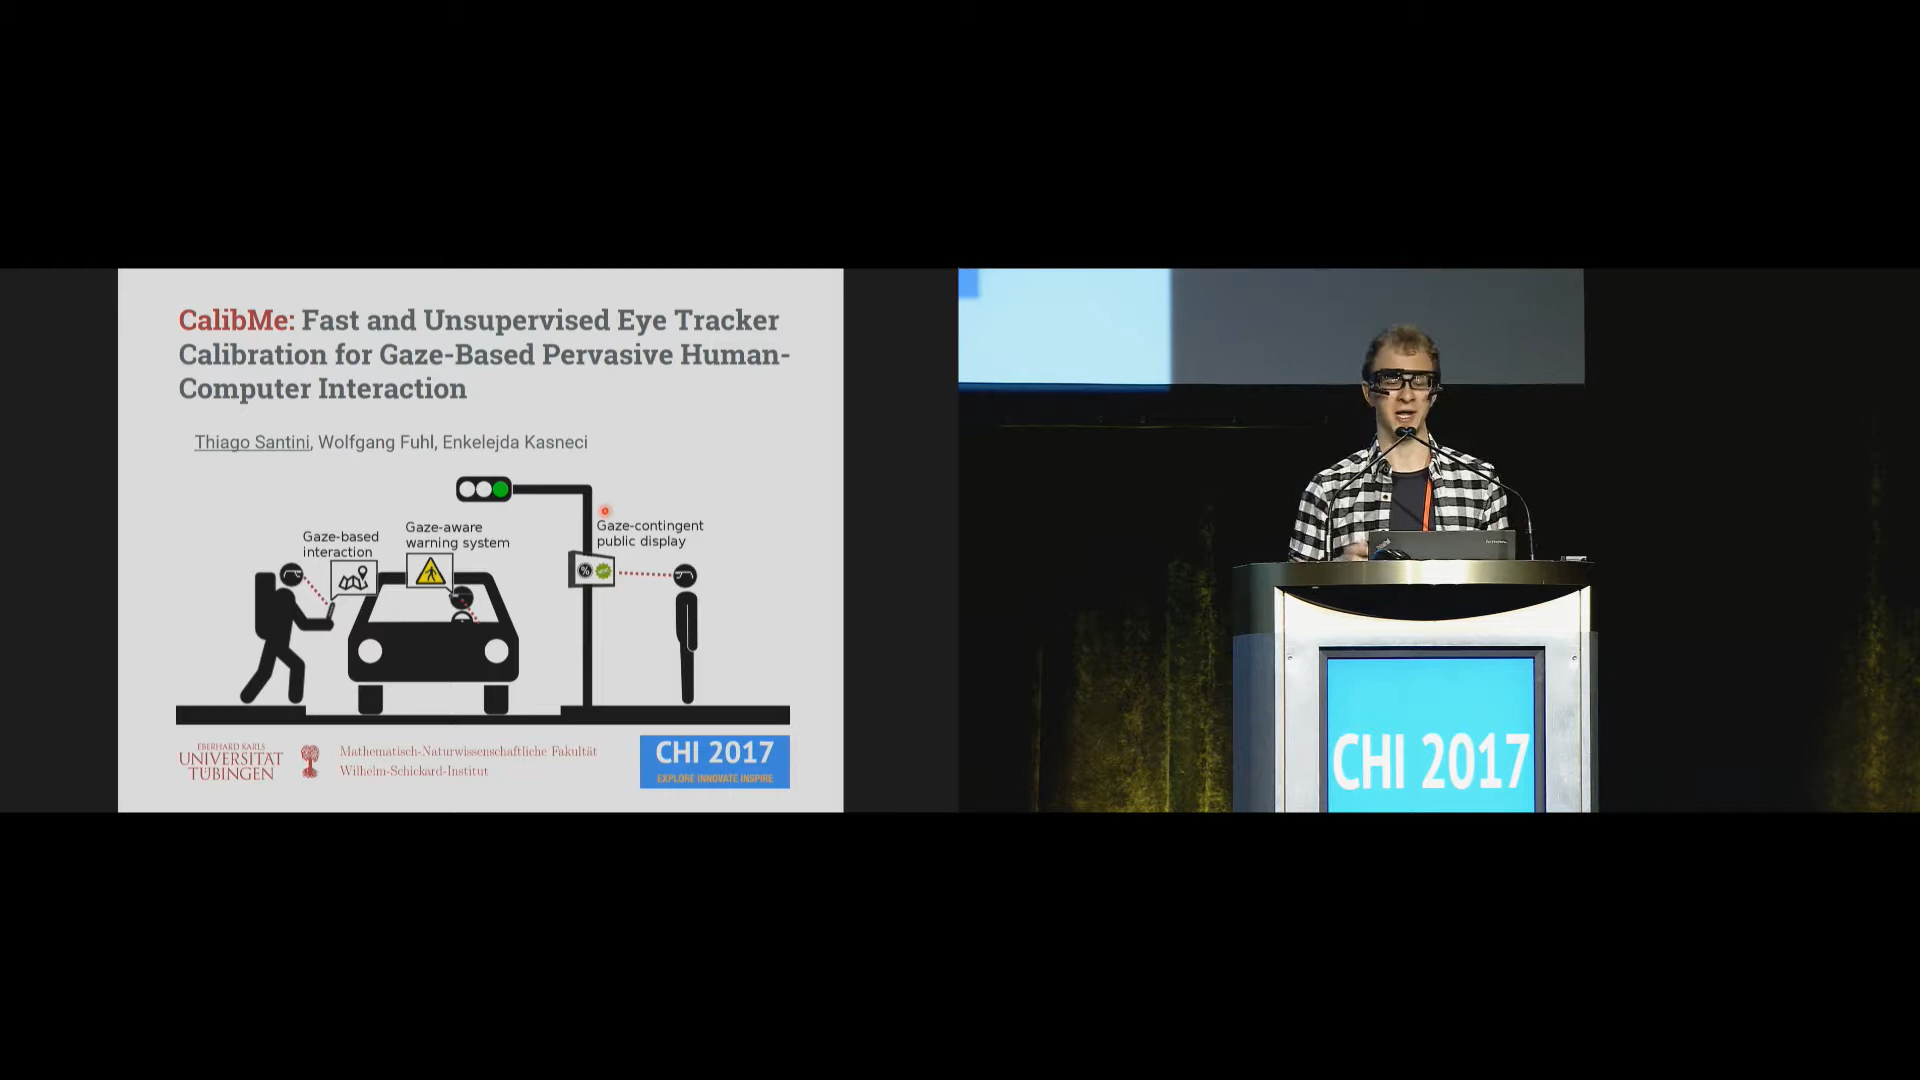 CalibMe: Fast and Unsupervised Eye Tracker
Calibration for Gaze-Based Pervasive Human-
Computer Interaction
Thiago Santini, Wolfgang Fuhl, Enkelejda Kasneci
Gaze-based
interaction
Gaze-aware
warning system
Gaze-contingent
public display
%
EBERHARD KARLS
UNIVERSITÄT
TÜBINGEN
Mathematisch-Naturwissenschaftliche Fakultät
Wilhelm-Schickard-Institut
CHI 2017
EXPLORE INNOVATE INSPIRE
CHI 2017